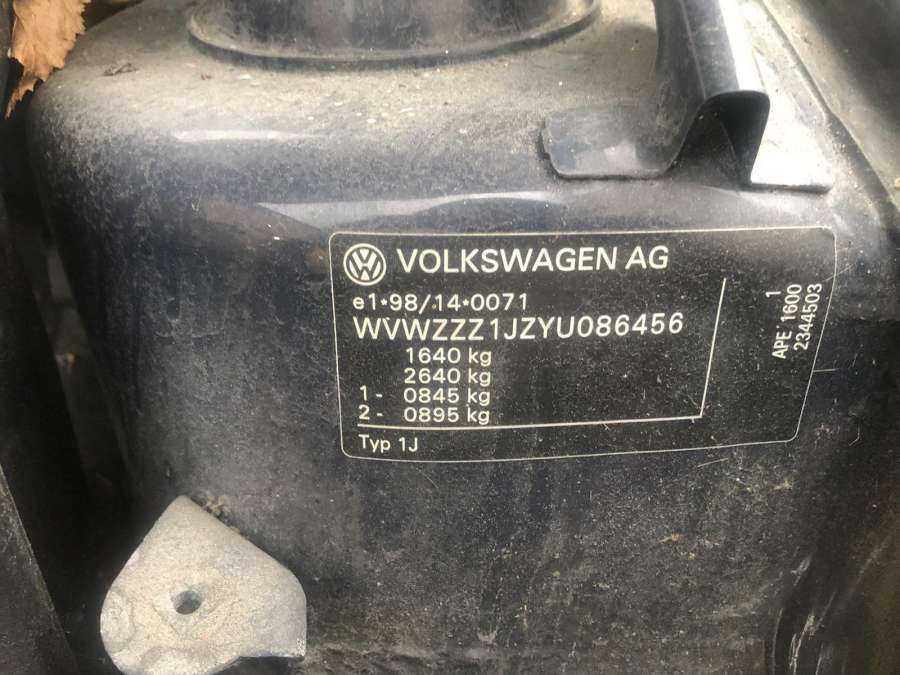 VOLKSWAGEN AG
e1*98/14*0071
WVWZZZ1JZYU086456
1640 kg
2640 kg
1- 0845 kg
2- 0895 kg
Typ 1J
1
APE 1600
2344503